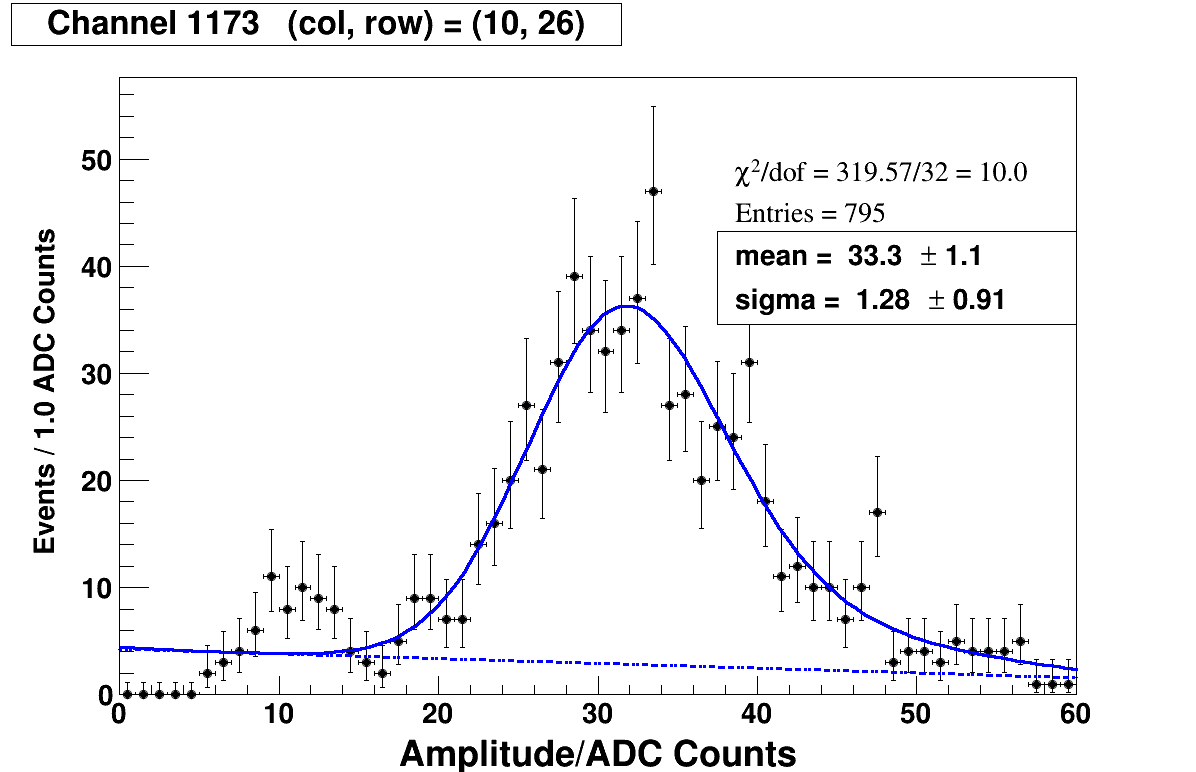 Channel 1173 (col, row) = (10, 26)
χ²/dof = 319.57/32 = 10.0
Entries = 795
mean = 33.3 ± 1.1
sigma = 1.28 ± 0.91
Events / 1.0 ADC Counts
50
40
30
20
10
0
0 10 20 30 40 50 60
Amplitude/ADC Counts